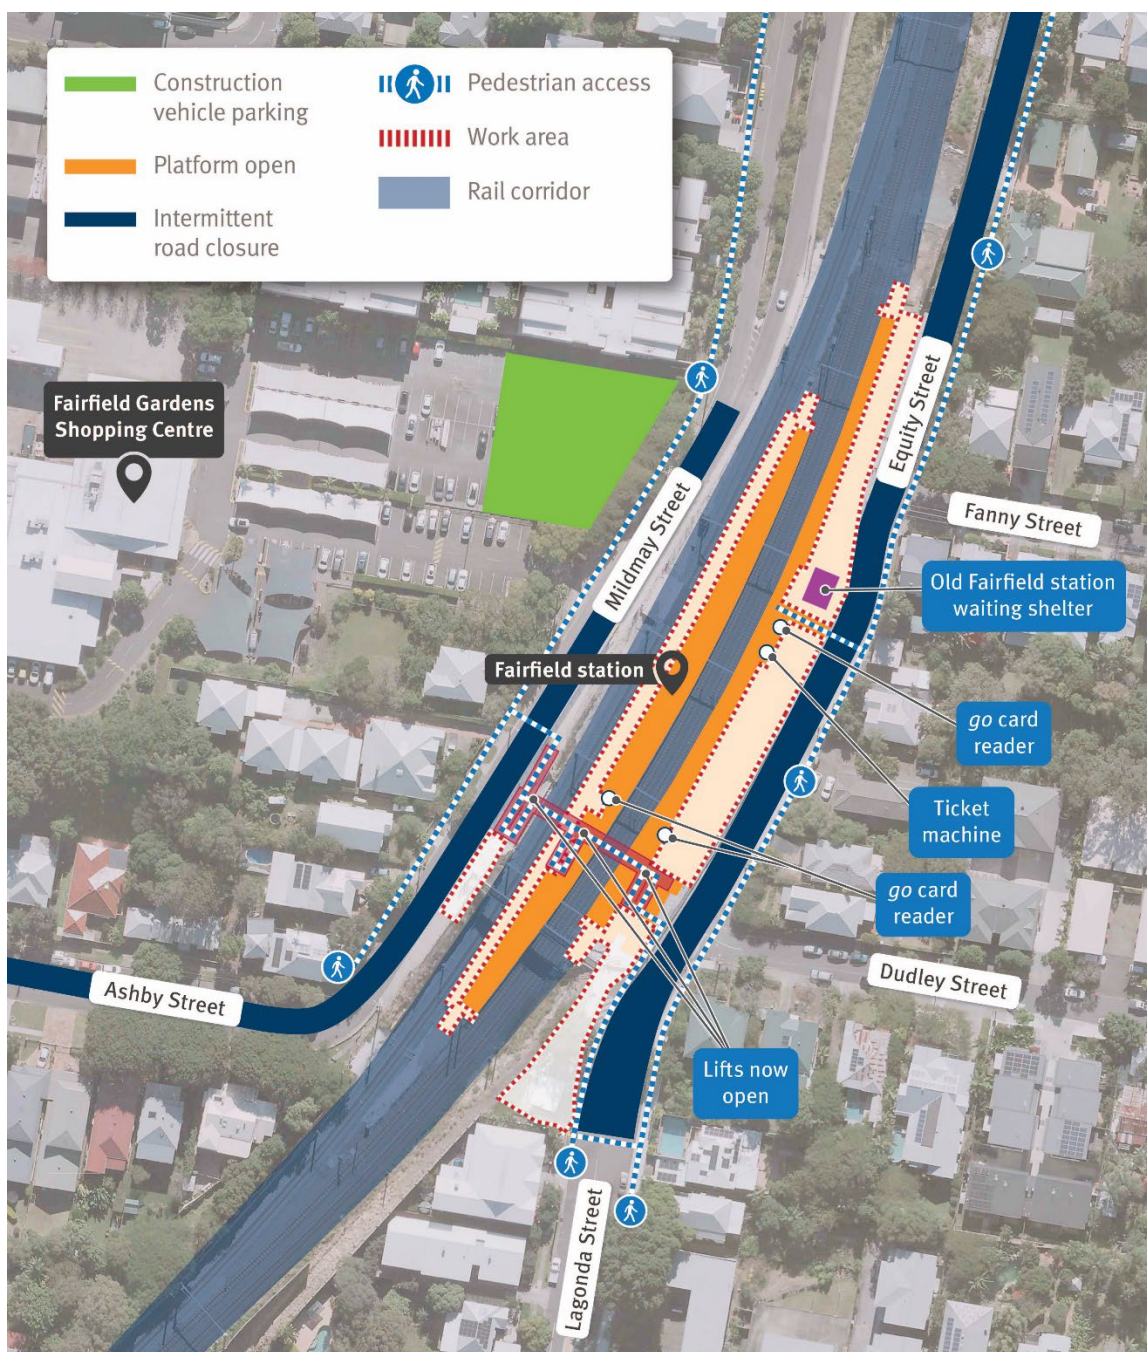 Construction
vehicle parking
Platform open
Intermittent
road closure
Pedestrian access
Work area
Rail corridor
Fairfield Gardens
Shopping Centre
Equity Street
Fanny Street
Mildmay Street
Old Fairfield station
waiting shelter
Fairfield station
go card
reader
Ticket
machine
go card
reader
Dudley Street
Ashby Street
Lifts now
open
Lagonda Street